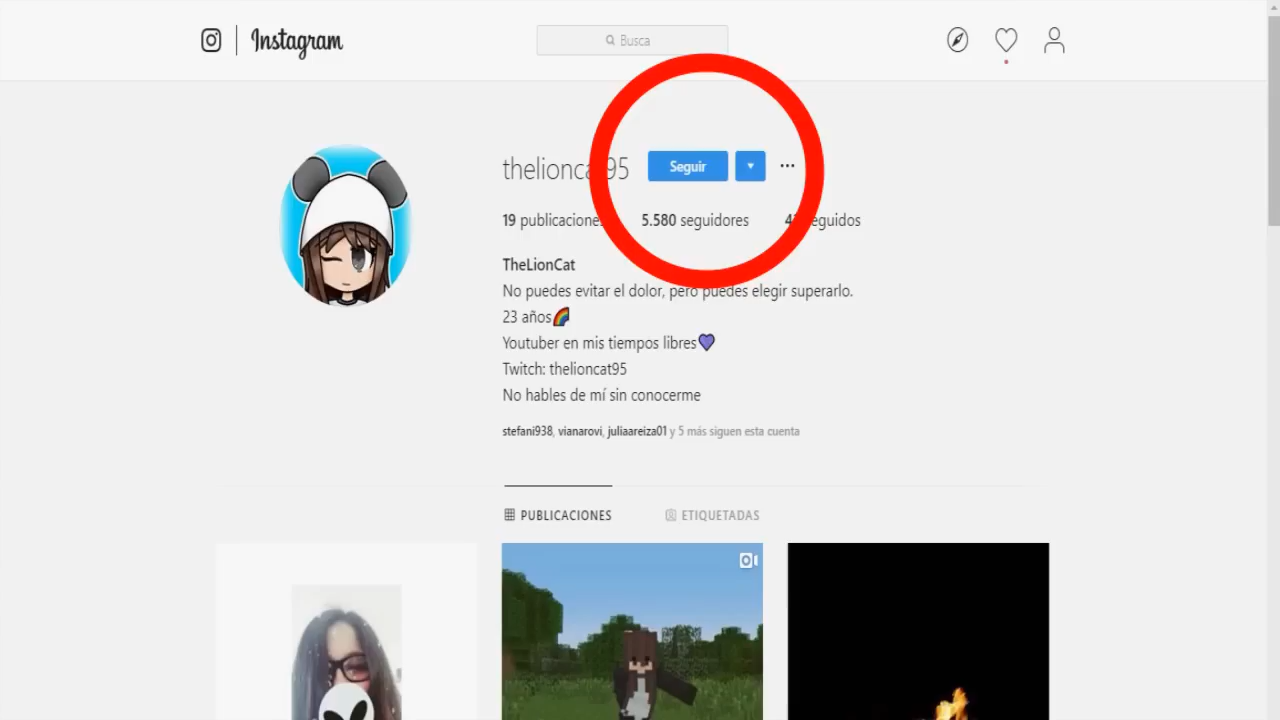 Instagram
Busca
thelioncat95 Seguir
19 publicaciones 5.580 seguidores seguidos
TheLionCat
No puedes evitar el dolor, pero puedes elegir superarlo.
23 años🌈
Youtuber en mis tiempos libres💜
Twitch: thelioncat95
No hables de mí sin conocerme
stefani938, vianarovi, juliaareiza01 y 5 más siguen esta cuenta
PUBLICACIONES ETIQUETADAS